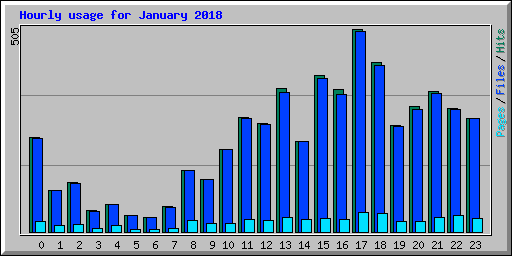 Hourly usage for January 2018
505
Pages/Files/Hits
0 1 2 3 4 5 6 7 8 9 10 11 12 13 14 15 16 17 18 19 20 21 22 23